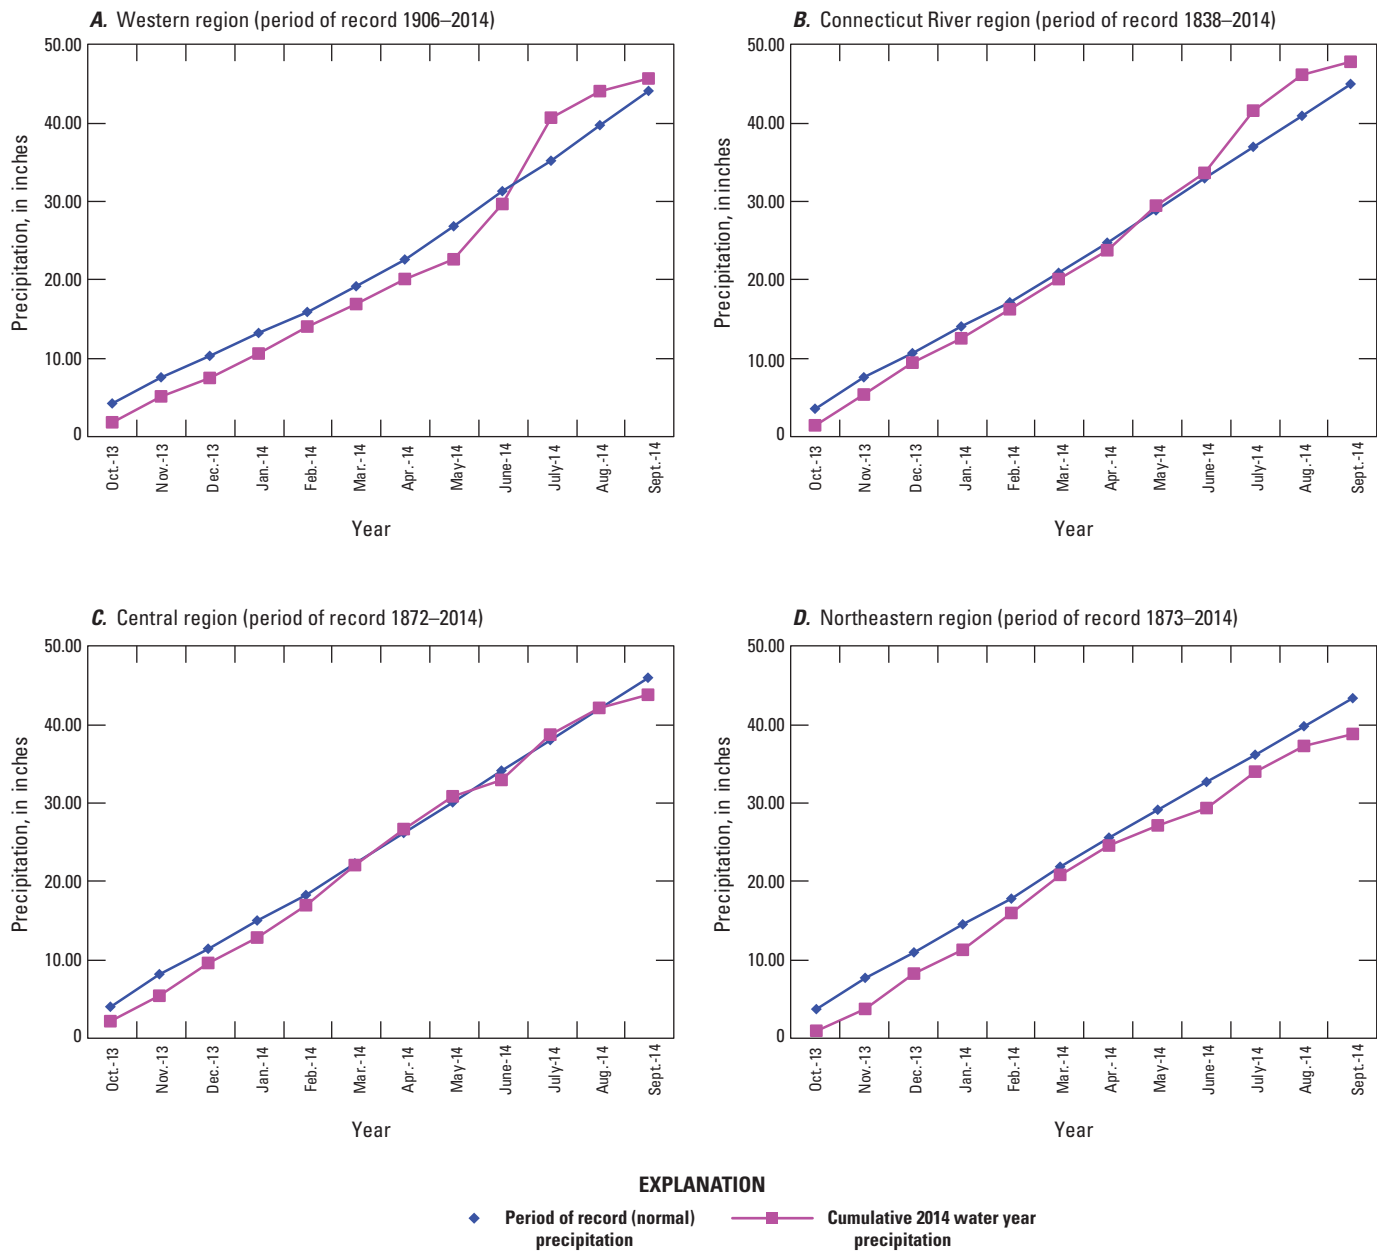 A. Western region (period of record 1906–2014)
50.00
40.00
30.00
20.00
10.00
0
Precipitation, in inches
Oct.-13
Nov.-13
Dec.-13
Jan.-14
Feb.-14
Mar.-14
Apr.-14
May-14
June-14
July-14
Aug.-14
Sept.-14
Year
B. Connecticut River region (period of record 1838–2014)
50.00
40.00
30.00
20.00
10.00
0
Precipitation, in inches
Oct.-13
Nov.-13
Dec.-13
Jan.-14
Feb.-14
Mar.-14
Apr.-14
May-14
June-14
July-14
Aug.-14
Sept.-14
Year
C. Central region (period of record 1872–2014)
50.00
40.00
30.00
20.00
10.00
0
Precipitation, in inches
Oct.-13
Nov.-13
Dec.-13
Jan.-14
Feb.-14
Mar.-14
Apr.-14
May-14
June-14
July-14
Aug.-14
Sept.-14
Year
D. Northeastern region (period of record 1873–2014)
50.00
40.00
30.00
20.00
10.00
0
Precipitation, in inches
Oct.-13
Nov.-13
Dec.-13
Jan.-14
Feb.-14
Mar.-14
Apr.-14
May-14
June-14
July-14
Aug.-14
Sept.-14
Year
EXPLANATION
Period of record (normal)
precipitation
Cumulative 2014 water year
precipitation